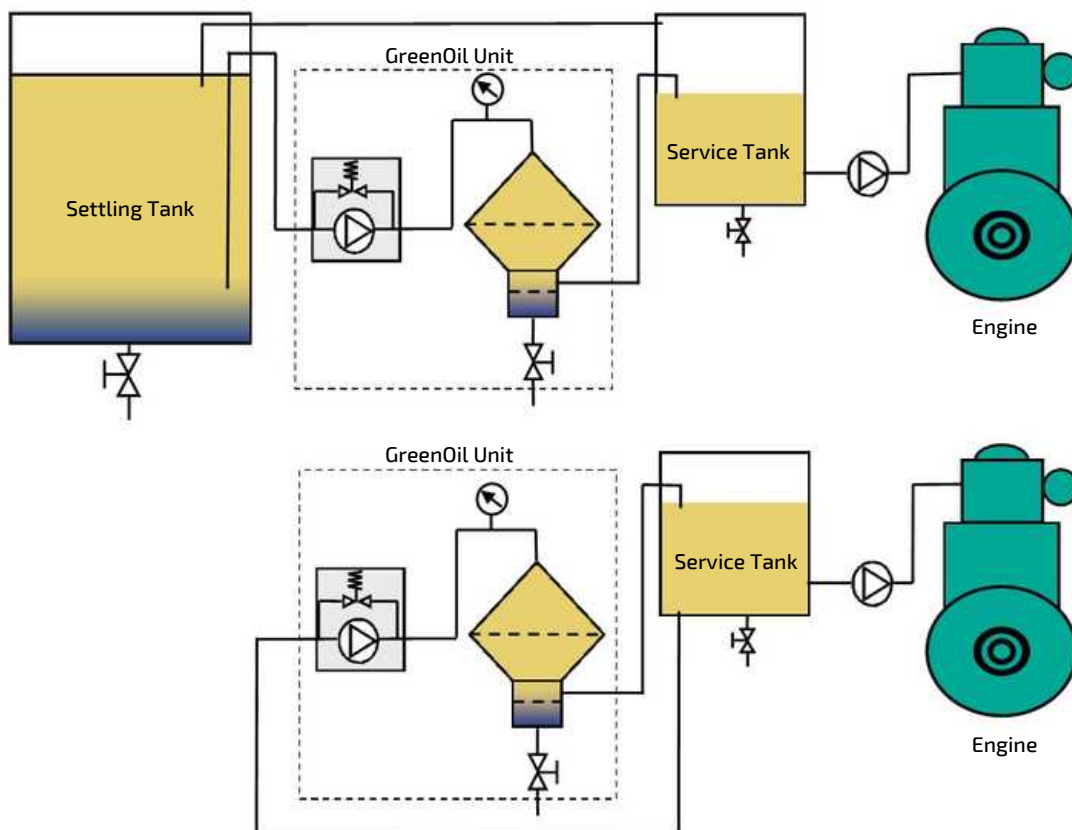 GreenOil Unit
Settling Tank
Service Tank
Engine
GreenOil Unit
Service Tank
Engine